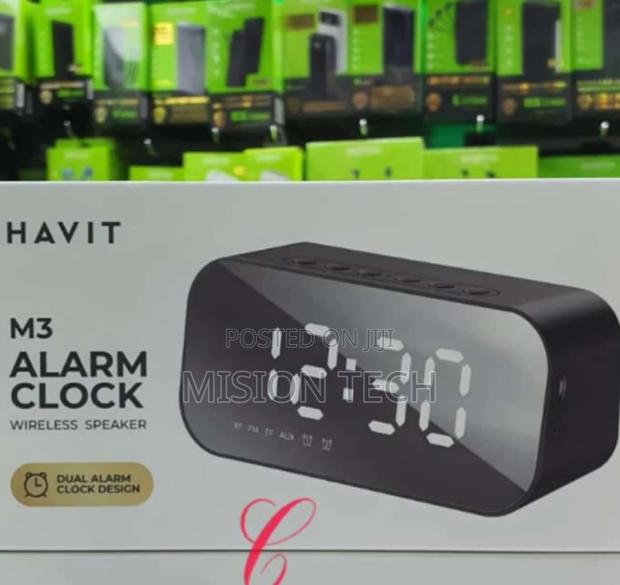 HAVIT
M3
ALARM
CLOCK
WIRELESS SPEAKER
DUAL ALARM
CLOCK DESIGN
POSTED ON JIJI
MISION TECH
12:30
BT FM TF AUX